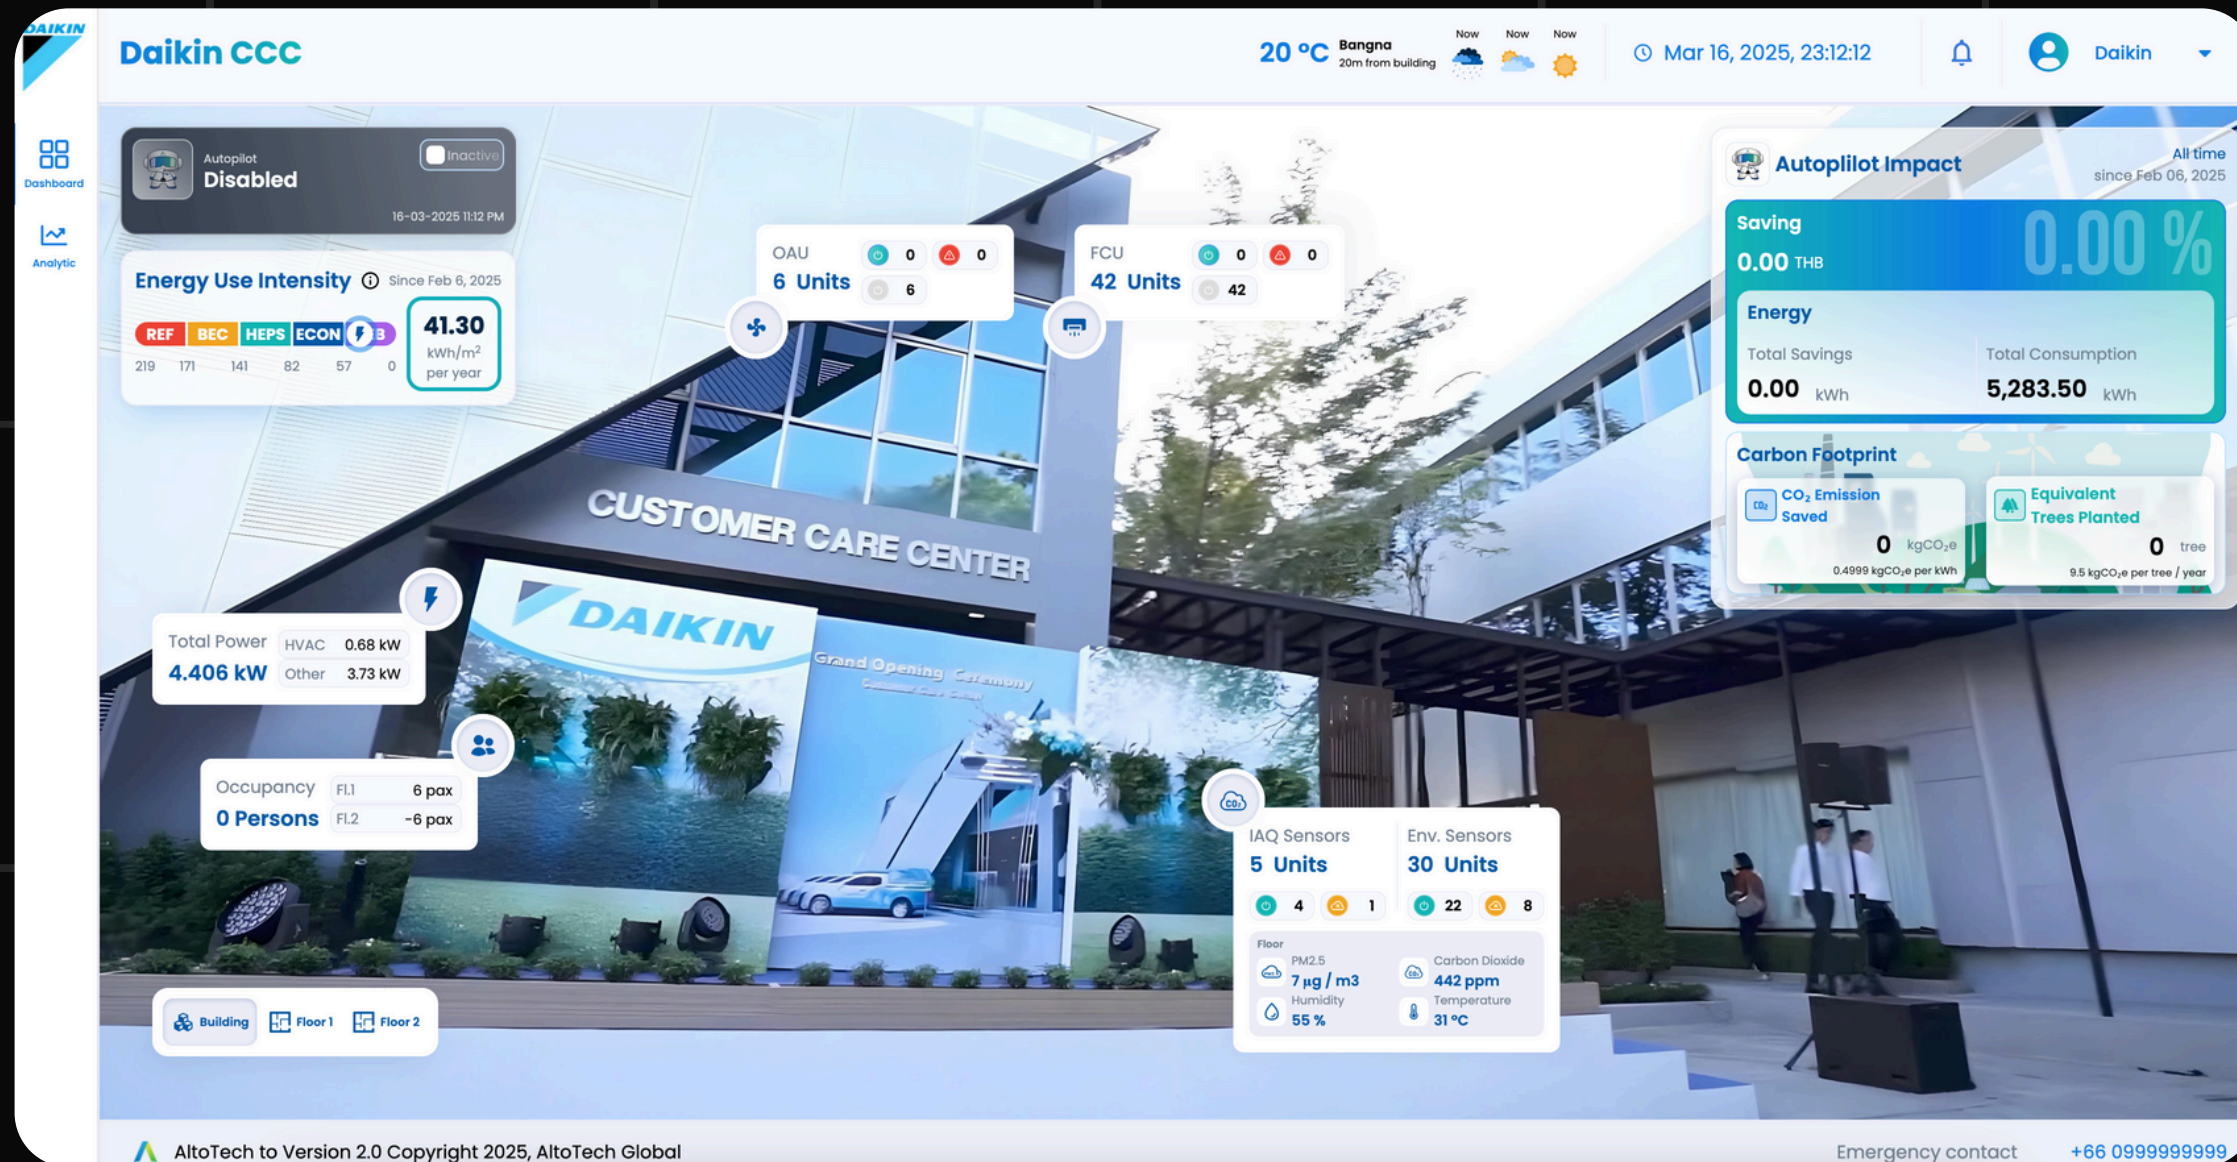 DAIKIN
Daikin CCC
20 °C
Bangna
20m from building
Now
Now
Now
Mar 16, 2025, 23:12:12
Daikin
Dashboard
Analytic
Autopilot
Disabled
Inactive
16-03-2025 11:12 PM
Energy Use Intensity
Since Feb 6, 2025
REF
BEC
HEPS
ECON
B
219
171
141
82
57
0
41.30
kWh/m²
per year
OAU
6 Units
0
0
6
FCU
42 Units
0
0
42
Autoplilot Impact
All time
since Feb 06, 2025
Saving
0.00 THB
0.00 %
Energy
Total Savings
0.00 kWh
Total Consumption
5,283.50 kWh
Carbon Footprint
CO₂
CO₂ Emission
Saved
0 kgCO₂e
0.4999 kgCO₂e per kWh
Equivalent
Trees Planted
0 tree
9.5 kgCO₂e per tree / year
CUSTOMER CARE CENTER
DAIKIN
Grand Opening Ceremony
Customer Care Center
Total Power
4.406 kW
HVAC 0.68 kW
Other 3.73 kW
Occupancy
0 Persons
Fl.1 6 pax
Fl.2 -6 pax
CO₂
IAQ Sensors
5 Units
4
1
Env. Sensors
30 Units
22
8
Floor
PM2.5
7 µg / m3
Carbon Dioxide
442 ppm
Humidity
55 %
Temperature
31 °C
Building
Floor 1
Floor 2
AltoTech to Version 2.0 Copyright 2025, AltoTech Global
Emergency contact
+66 0999999999